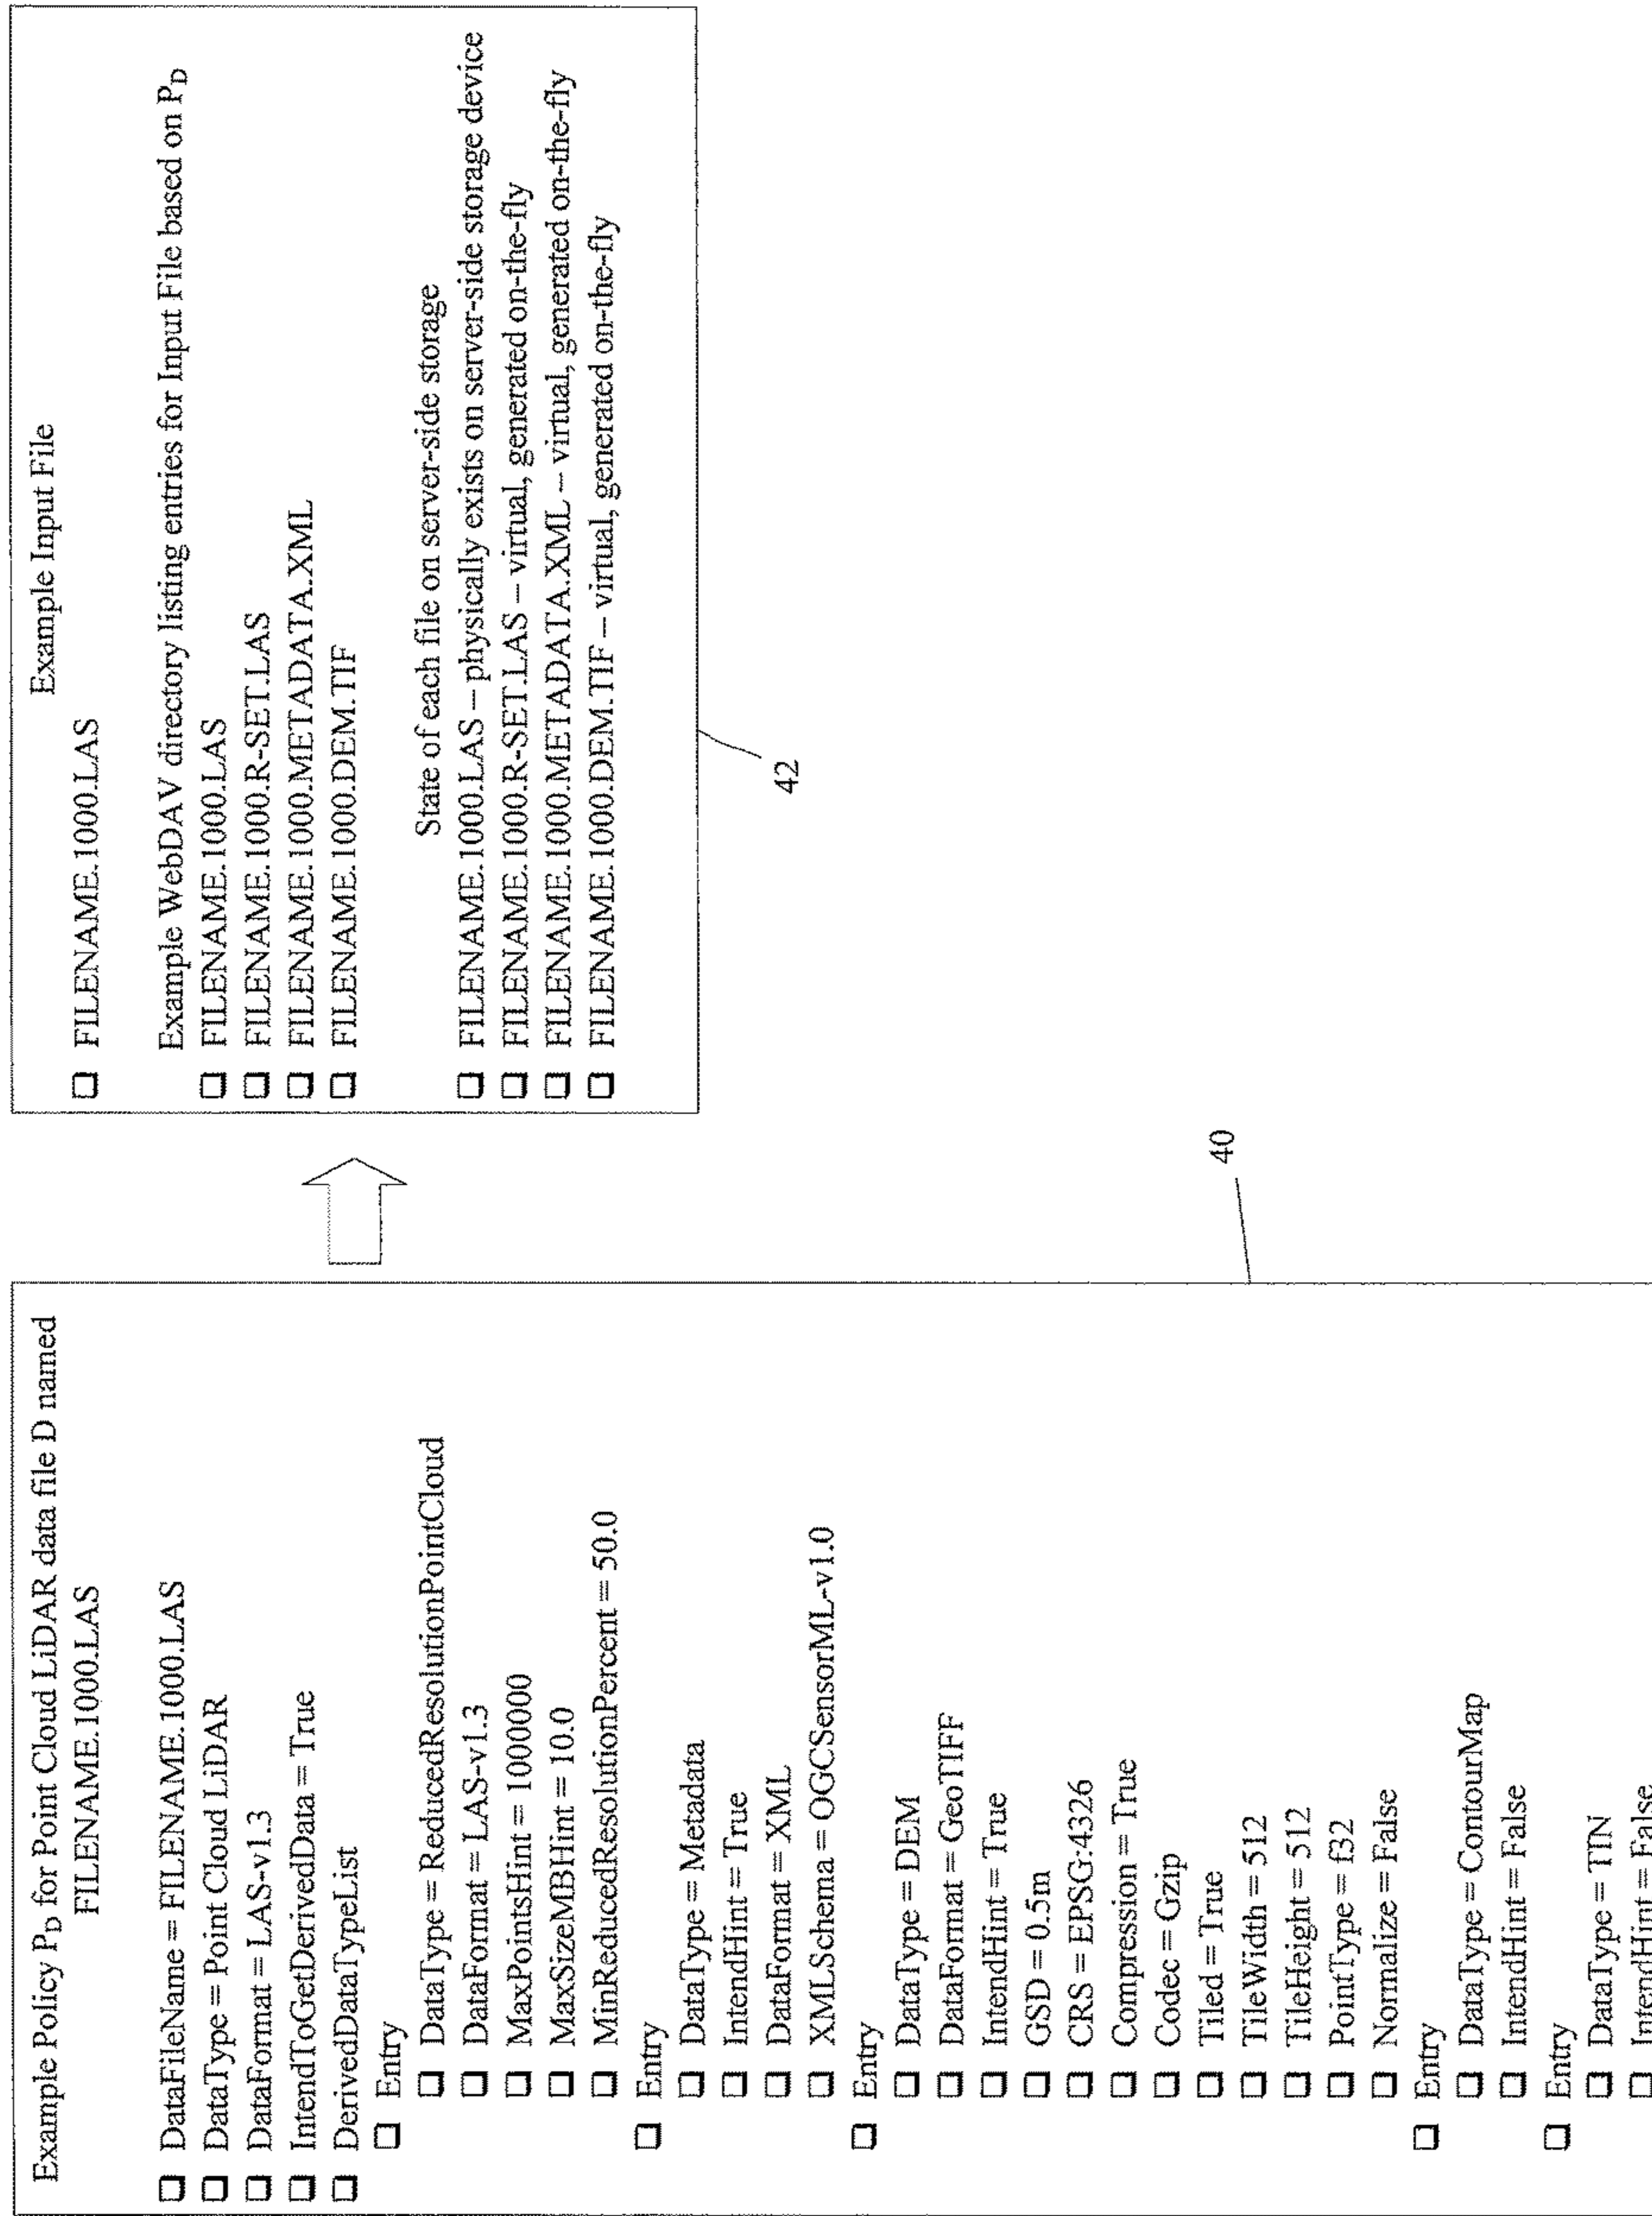 Example Policy PD for Point Cloud LiDAR data file D named
FILENAME.1000.LAS
❑ DataFileName = FILENAME.1000.LAS
❑ DataType = Point Cloud LiDAR
❑ DataFormat = LAS-v1.3
❑ IntendToGetDerivedData = True
❑ DerivedDataTypeList
❑ Entry
❑ DataType = ReducedResolutionPointCloud
❑ DataFormat = LAS-v1.3
❑ MaxPointsHint = 1000000
❑ MaxSizeMBHint = 10.0
❑ MinReducedResolutionPercent = 50.0
❑ Entry
❑ DataType = Metadata
❑ IntendHint = True
❑ DataFormat = XML
❑ XMLSchema = OGCSensorML-v1.0
❑ Entry
❑ DataType = DEM
❑ DataFormat = GeoTIFF
❑ IntendHint = True
❑ GSD = 0.5m
❑ CRS = EPSG:4326
❑ Compression = True
❑ Codec = Gzip
❑ Tiled = True
❑ TileWidth = 512
❑ TileHeight = 512
❑ PointType = f32
❑ Normalize = False
❑ Entry
❑ DataType = ContourMap
❑ IntendHint = False
❑ Entry
❑ DataType = TIN
❑ IntendHint = False
40
Example Input File
❑ FILENAME.1000.LAS
Example WebDAV directory listing entries for Input File based on PD
❑ FILENAME.1000.LAS
❑ FILENAME.1000.R-SET.LAS
❑ FILENAME.1000.METADATA.XML
❑ FILENAME.1000.DEM.TIF
State of each file on server-side storage
❑ FILENAME.1000.LAS – physically exists on server-side storage device
❑ FILENAME.1000.R-SET.LAS – virtual, generated on-the-fly
❑ FILENAME.1000.METADATA.XML – virtual, generated on-the-fly
❑ FILENAME.1000.DEM.TIF – virtual, generated on-the-fly
42